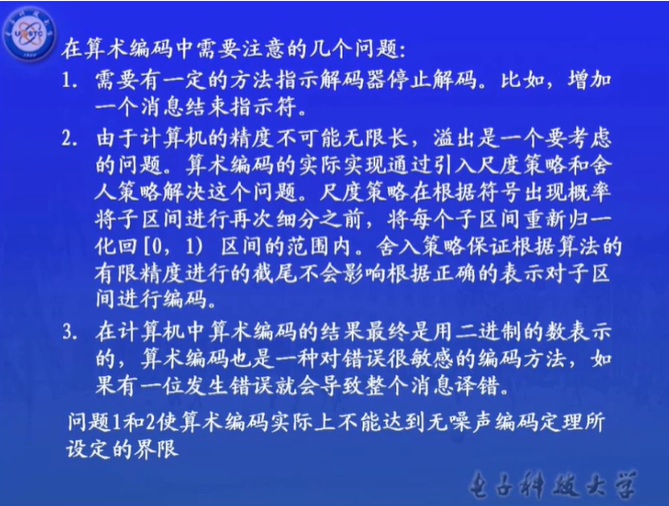 在算术编码中需要注意的几个问题:
1. 需要有一定的方法指示解码器停止解码。比如，增加
一个消息结束指示符。
2. 由于计算机的精度不可能无限长，溢出是一个要考虑
的问题。算术编码的实际实现通过引入尺度策略和舍
人策略解决这个问题。尺度策略在根据符号出现概率
将子区间进行再次细分之前，将每个子区间重新归一
化回[0, 1) 区间的范围内。舍入策略保证根据算法的
有限精度进行的截尾不会影响根据正确的表示对子区
间进行编码。
3. 在计算机中算术编码的结果最终是用二进制的数表示
的，算术编码也是一种对错误很敏感的编码方法，如
果有一位发生错误就会导致整个消息译错。
问题1和2使算术编码实际上不能达到无噪声编码定理所
设定的界限
电子科技大学